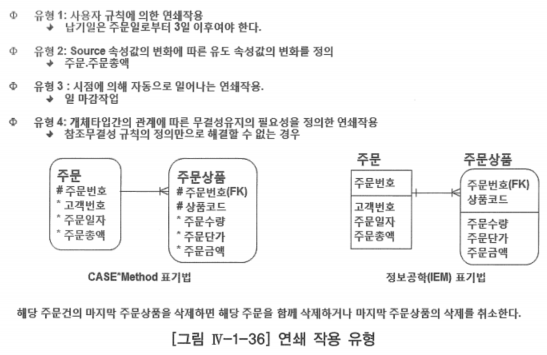 Φ 유형 1: 사용자 규칙에 의한 연쇄작용
납기일은 주문일로부터 3일 이후여야 한다.
Φ 유형 2: Source 속성값의 변화에 따른 유도 속성값의 변화를 정의
주문.주문총액
Φ 유형 3 : 시점에 의해 자동으로 일어나는 연쇄작용.
일 마감작업
Φ 유형 4: 개체타입간의 관계에 따른 무결성유지의 필요성을 정의한 연쇄작용
참조무결성 규칙의 정의만으로 해결할 수 없는 경우
주문
# 주문번호
* 고객번호
* 주문일자
* 주문총액
주문상품
# 주문번호(FK)
# 상품코드
* 주문수량
* 주문단가
* 주문금액
CASE*Method 표기법
주문
주문번호
고객번호
주문일자
주문총액
주문상품
주문번호(FK)
상품코드
주문수량
주문단가
주문금액
정보공학(IEM) 표기법
해당 주문건의 마지막 주문상품을 삭제하면 해당 주문을 함께 삭제하거나 마지막 주문상품의 삭제를 취소한다.
[그림 Ⅳ-1-36] 연쇄 작용 유형